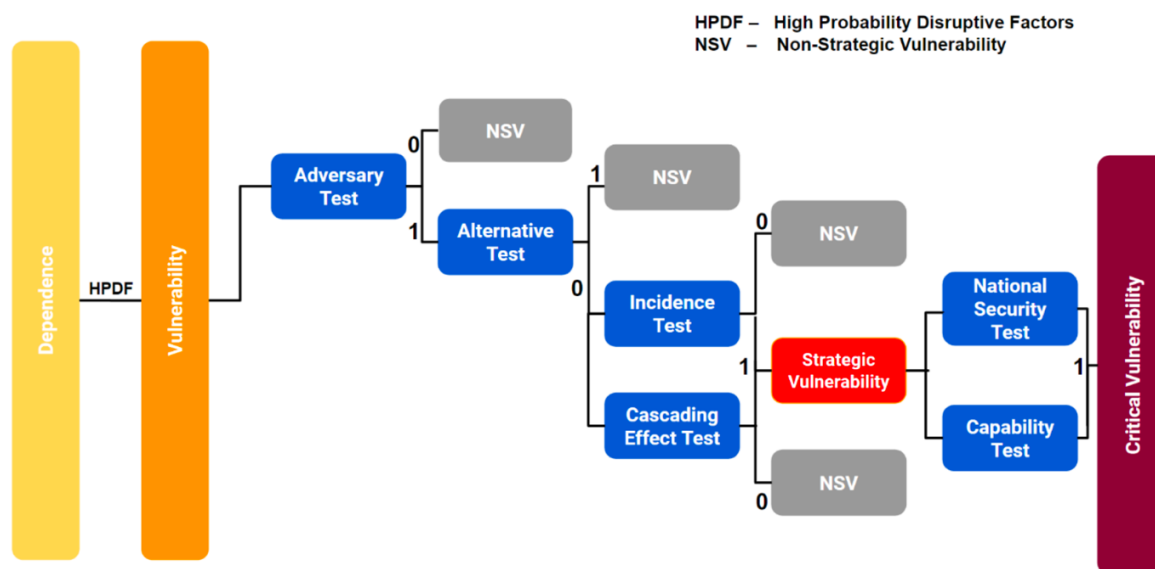 HPDF – High Probability Disruptive Factors
NSV – Non-Strategic Vulnerability
Dependence
HPDF
Vulnerability
Adversary
Test
0
1
NSV
Alternative
Test
1
0
NSV
Incidence
Test
Cascading
Effect Test
0
1
0
NSV
Strategic
Vulnerability
NSV
National
Security
Test
Capability
Test
1
Critical Vulnerability